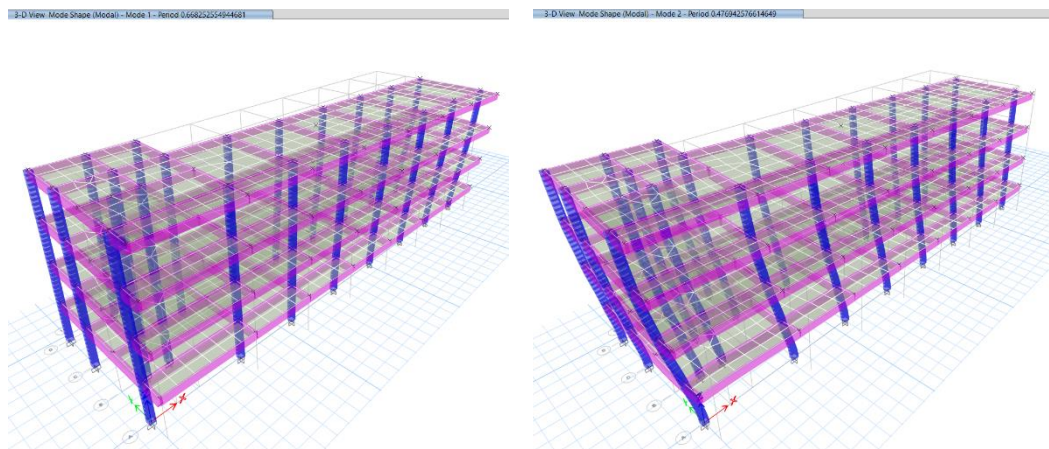 3-D View Mode Shape (Modal) - Mode 1 - Period 0.668252554944681
3-D View Mode Shape (Modal) - Mode 2 - Period 0.476942576614649
X
Y
X